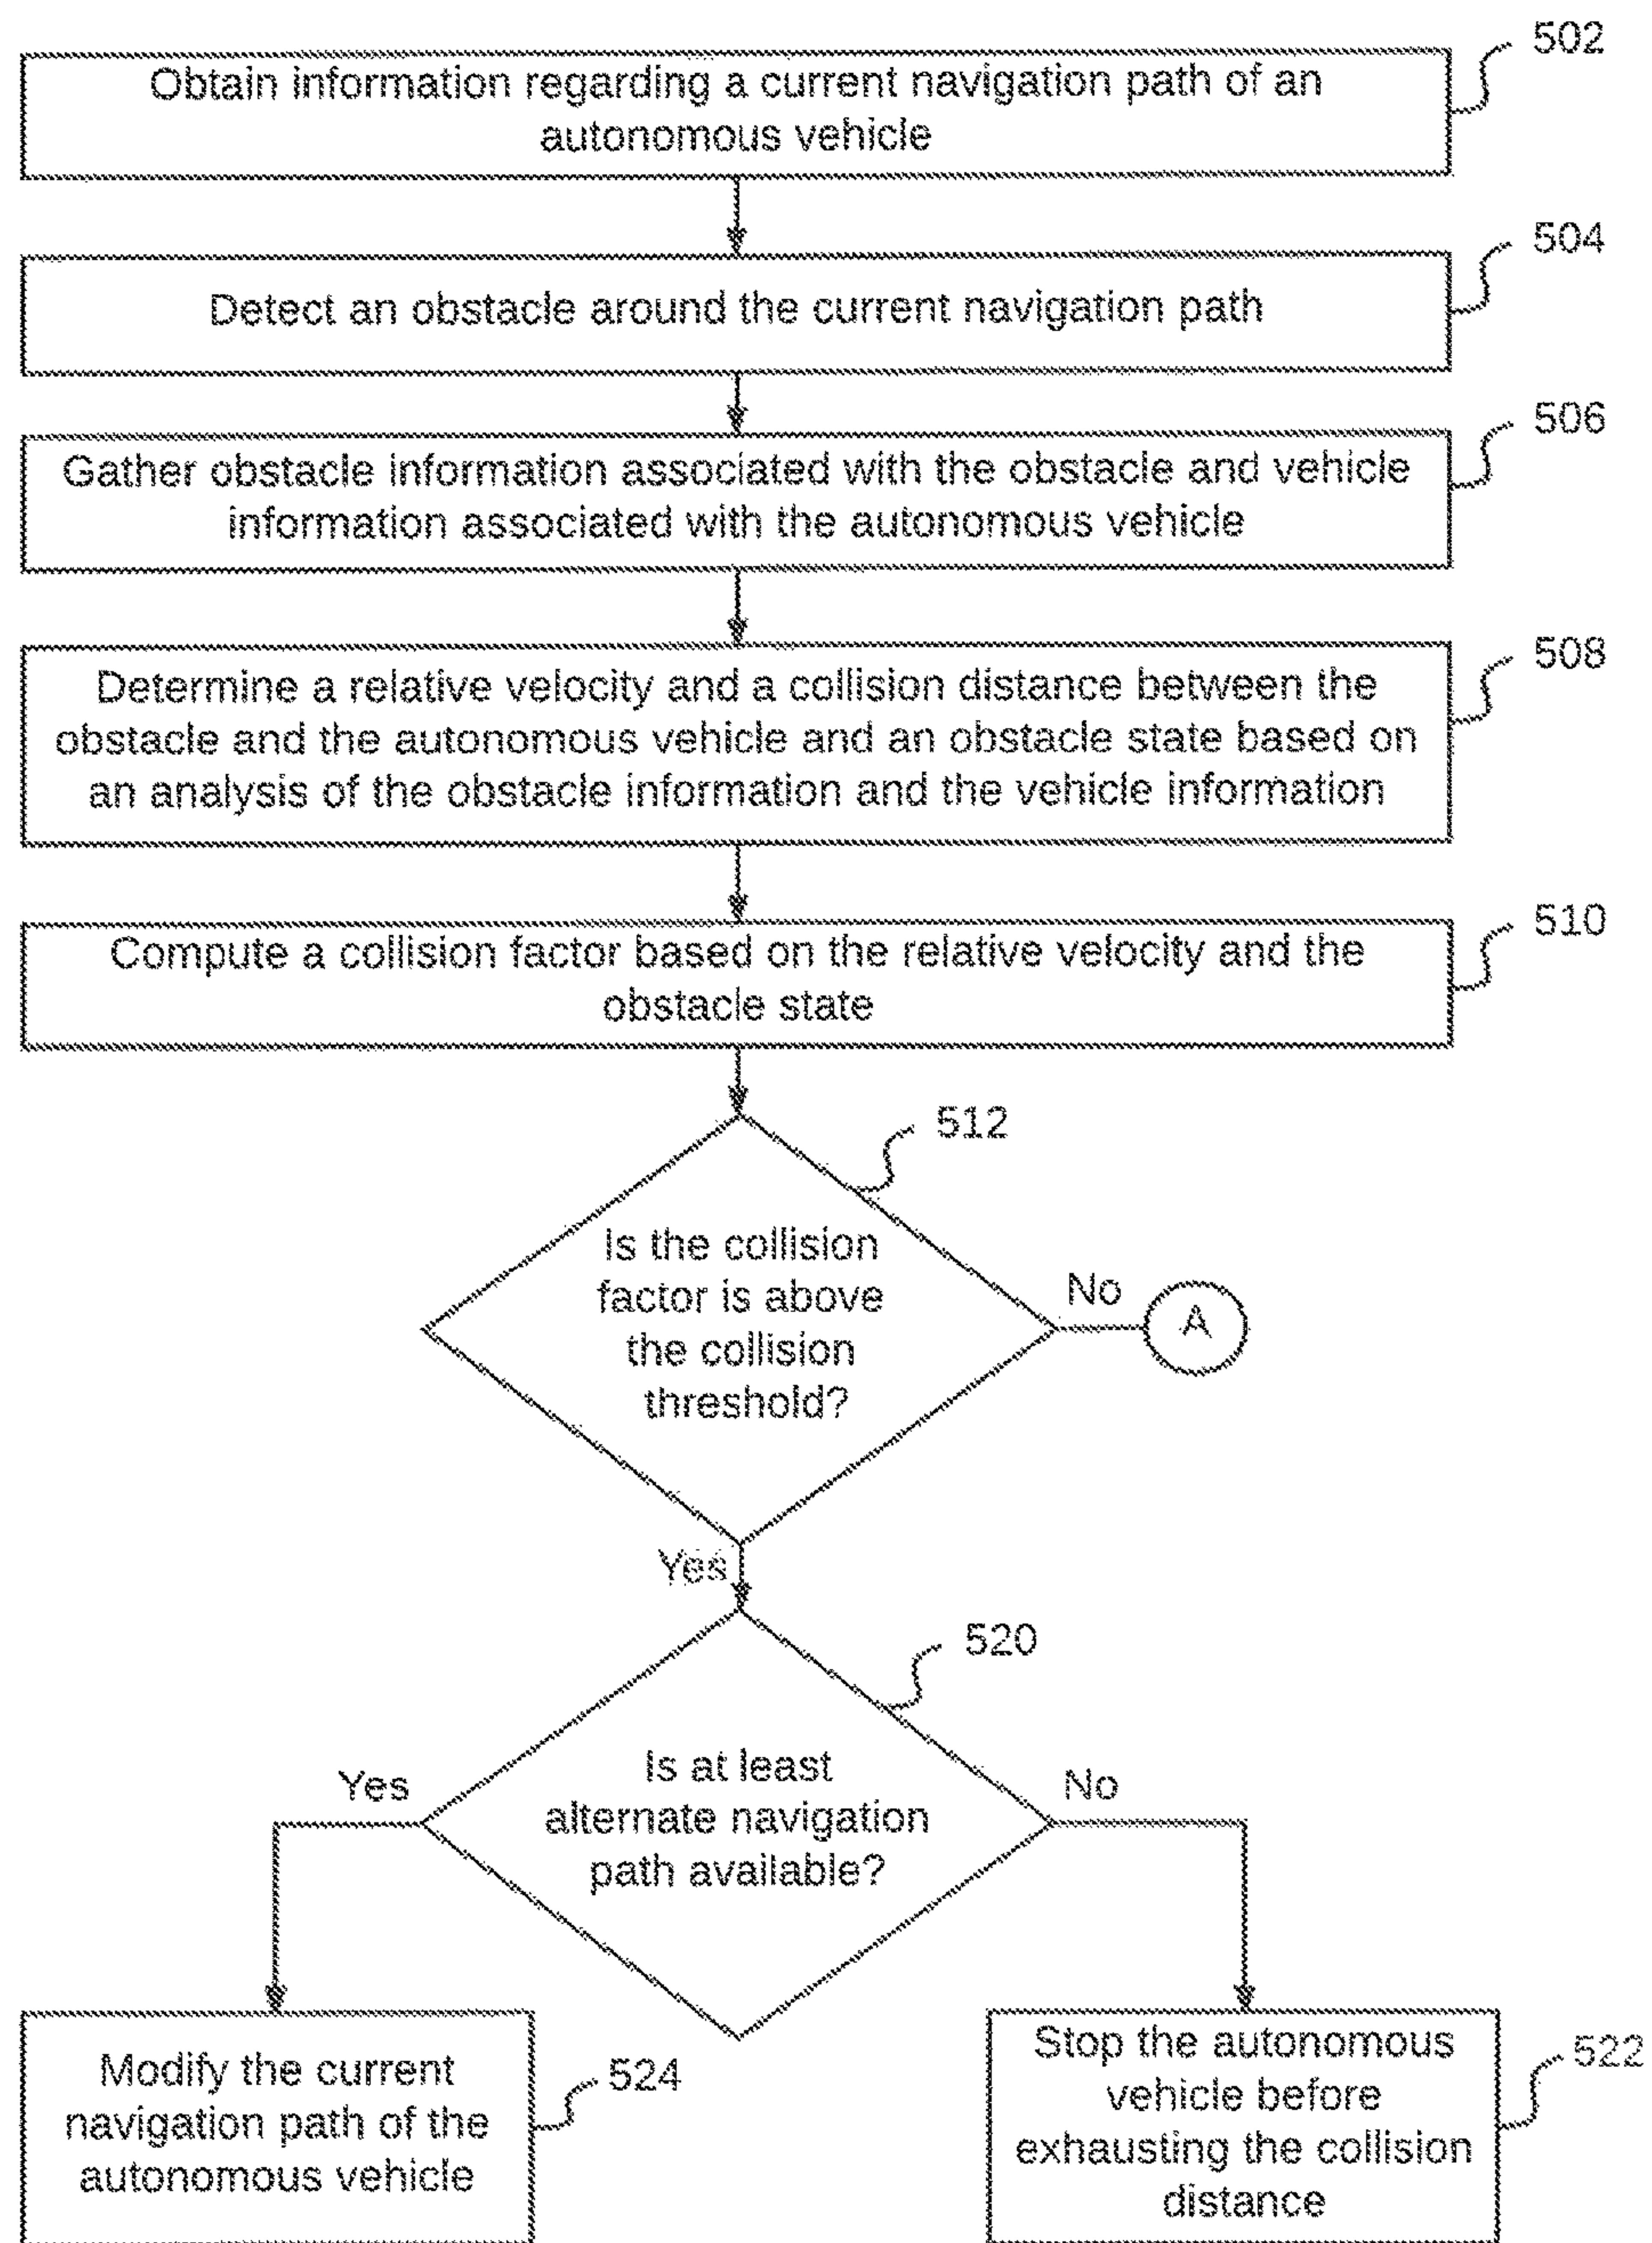 502
Obtain information regarding a current navigation path of an
autonomous vehicle
504
Detect an obstacle around the current navigation path
506
Gather obstacle information associated with the obstacle and vehicle
information associated with the autonomous vehicle
508
Determine a relative velocity and a collision distance between the
obstacle and the autonomous vehicle and an obstacle state based on
an analysis of the obstacle information and the vehicle information
510
Compute a collision factor based on the relative velocity and the
obstacle state
512
Is the collision
factor is above
the collision
threshold?
No
A
Yes
520
Is at least
alternate navigation
path available?
Yes
No
Modify the current
navigation path of the
autonomous vehicle
524
Stop the autonomous
vehicle before
exhausting the collision
distance
522